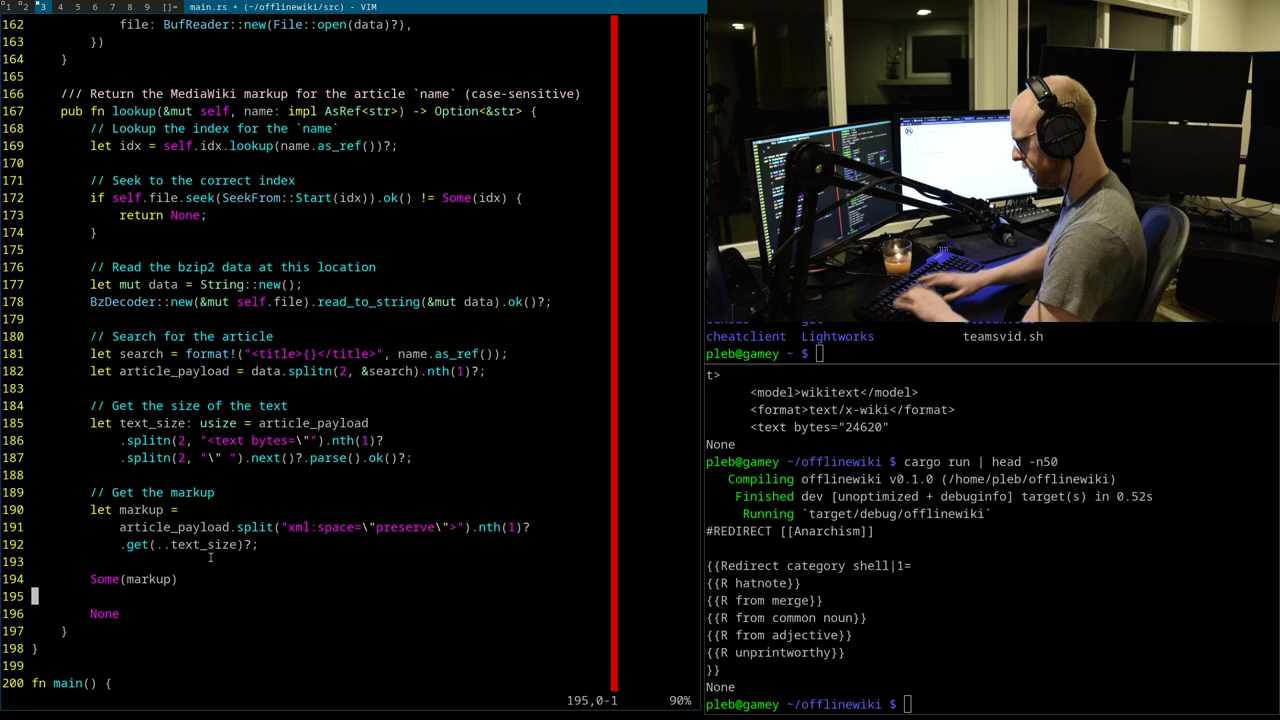 1 2 3 4 5 6 7 8 9 []= main.rs + (~/offlinewiki/src) - VIM
162             file: BufReader::new(File::open(data)?),
163         })
164     }
165
166     /// Return the MediaWiki markup for the article `name` (case-sensitive)
167     pub fn lookup(&mut self, name: impl AsRef<str>) -> Option<&str> {
168         // Lookup the index for the `name`
169         let idx = self.idx.lookup(name.as_ref())?;
170
171         // Seek to the correct index
172         if self.file.seek(SeekFrom::Start(idx)).ok() != Some(idx) {
173             return None;
174         }
175
176         // Read the bzip2 data at this location
177         let mut data = String::new();
178         BzDecoder::new(&mut self.file).read_to_string(&mut data).ok()?;
179
180         // Search for the article
181         let search = format!("<title>{}</title>", name.as_ref());
182         let article_payload = data.splitn(2, &search).nth(1)?;
183
184         // Get the size of the text
185         let text_size: usize = article_payload
186             .splitn(2, "<text bytes=\"").nth(1)?
187             .splitn(2, "\" ").next()?.parse().ok()?;
188
189         // Get the markup
190         let markup =
191             article_payload.split("xml:space=\"preserve\">").nth(1)?
192             .get(..text_size)?;
193
194         Some(markup)
195
196         None
197     }
198 }
199
200 fn main() {
195,0-1 90%
cheatclient Lightworks teamsvid.sh
pleb@gamey ~ $
t>
<model>wikitext</model>
<format>text/x-wiki</format>
<text bytes="24620"
None
pleb@gamey ~/offlinewiki $ cargo run | head -n50
Compiling offlinewiki v0.1.0 (/home/pleb/offlinewiki)
Finished dev [unoptimized + debuginfo] target(s) in 0.52s
Running `target/debug/offlinewiki`
#REDIRECT [[Anarchism]]

{{Redirect category shell|1=
{{R hatnote}}
{{R from merge}}
{{R from common noun}}
{{R from adjective}}
{{R unprintworthy}}
}}
None
pleb@gamey ~/offlinewiki $